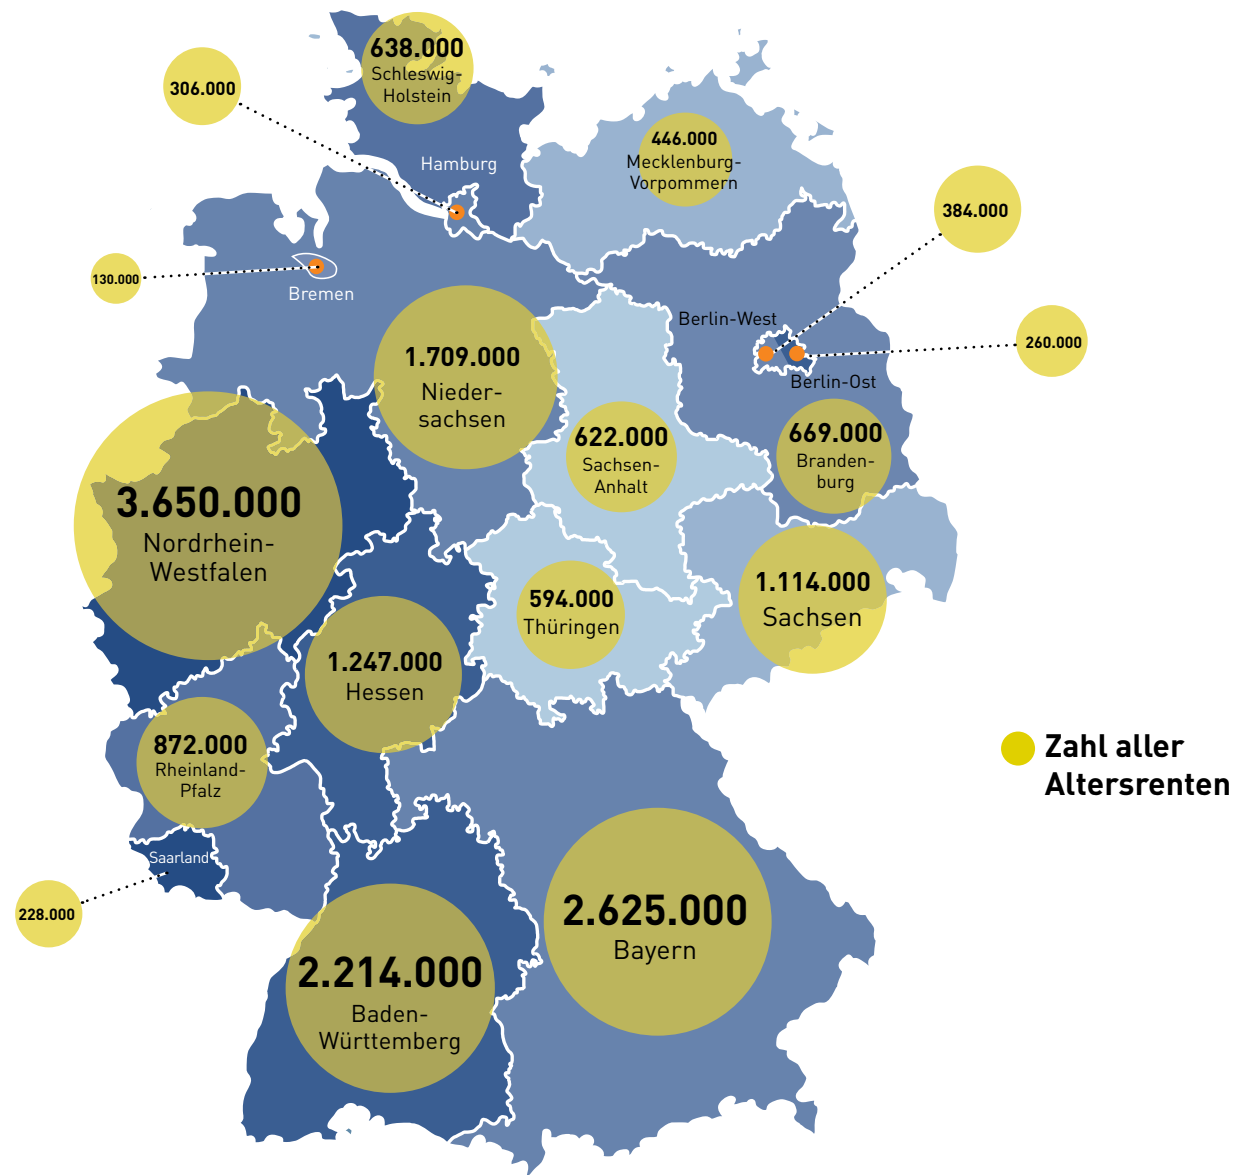 638.000
Schleswig-
Holstein
306.000
Hamburg
446.000
Mecklenburg-
Vorpommern
384.000
130.000
Bremen
Berlin-West
260.000
Berlin-Ost
1.709.000
Nieder-
sachsen
622.000
Sachsen-
Anhalt
669.000
Branden-
burg
3.650.000
Nordrhein-
Westfalen
594.000
Thüringen
1.114.000
Sachsen
1.247.000
Hessen
872.000
Rheinland-
Pfalz
Zahl aller
Altersrenten
Saarland
228.000
2.625.000
Bayern
2.214.000
Baden-
Württemberg